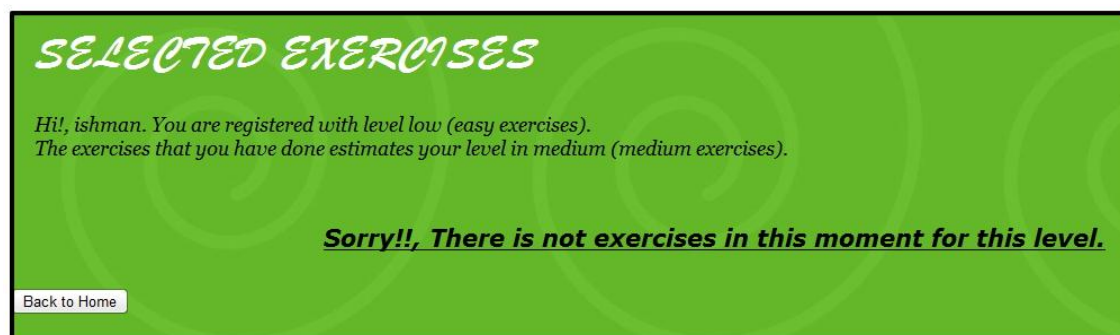 SELECTED EXERCISES
Hi!, ishman. You are registered with level low (easy exercises).
The exercises that you have done estimates your level in medium (medium exercises).
Sorry!!, There is not exercises in this moment for this level.
Back to Home